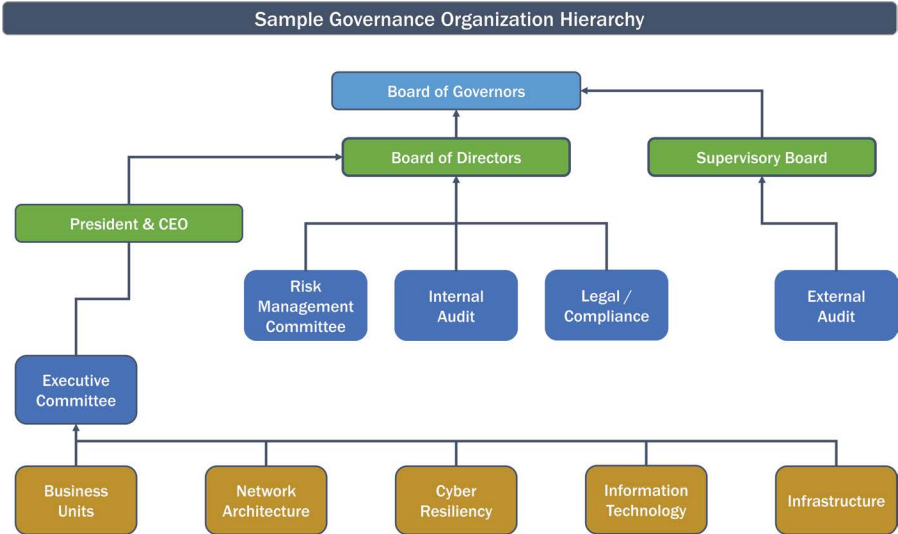 Sample Governance Organization Hierarchy
Board of Governors
Board of Directors
Supervisory Board
President & CEO
Risk
Management
Committee
Internal
Audit
Legal /
Compliance
External
Audit
Executive
Committee
Business
Units
Network
Architecture
Cyber
Resiliency
Information
Technology
Infrastructure